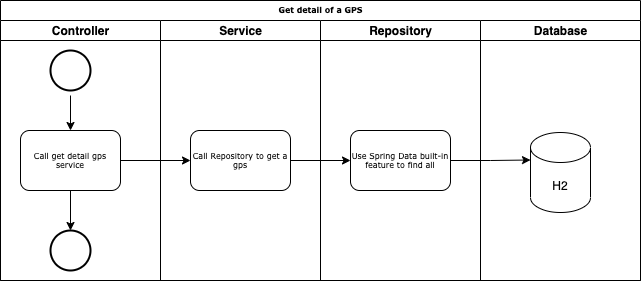 Get detail of a GPS
Controller
Service
Repository
Database
Call get detail gps
service
Call Repository to get a
gps
Use Spring Data built-in
feature to find all
H2